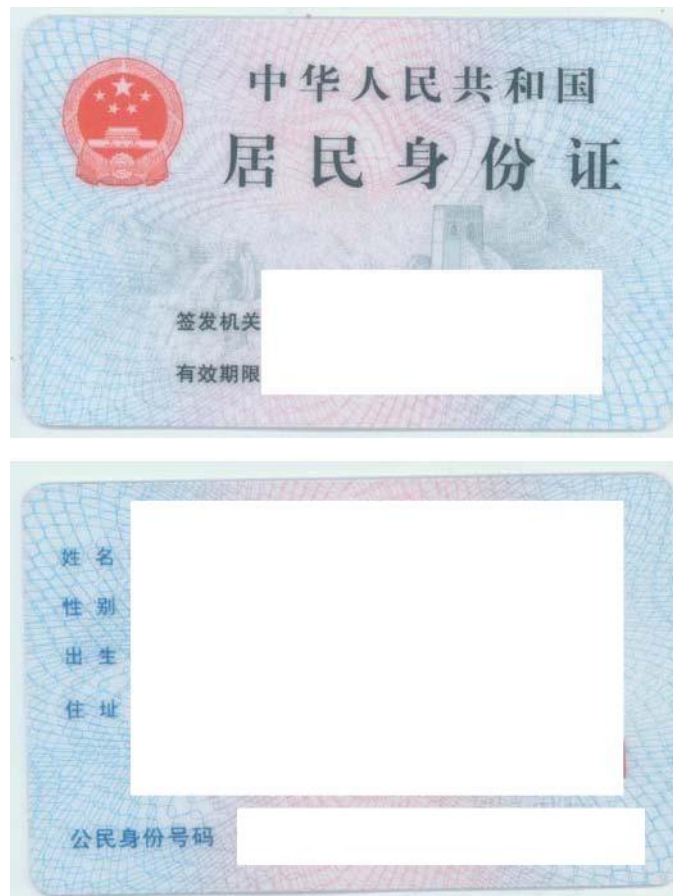 中华人民共和国
居民身份证
签发机关
有效期限
姓 名
性 别
出 生
住 址
公民身份号码